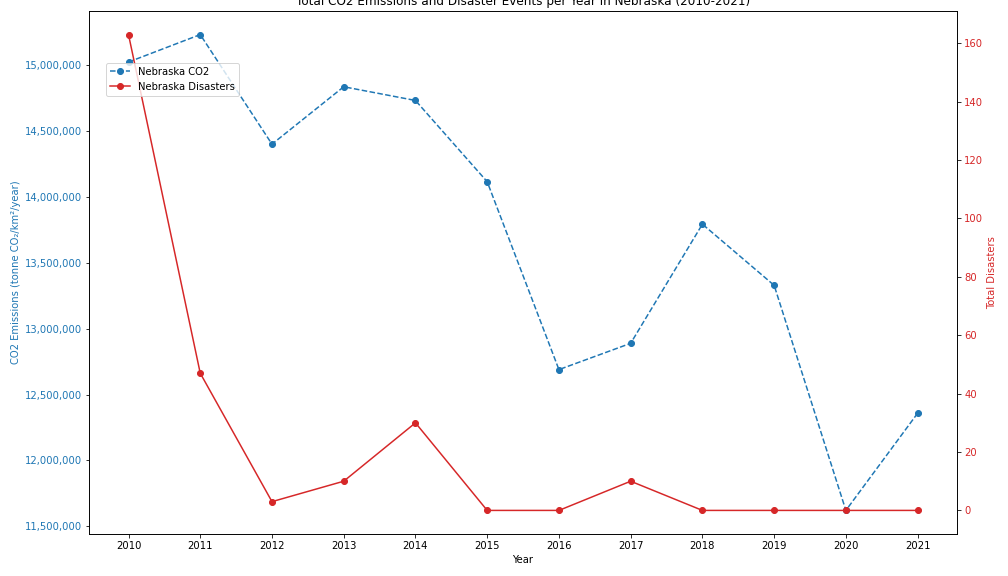 Total CO2 Emissions and Disaster Events per Year in Nebraska (2010-2021)
Nebraska CO2
Nebraska Disasters
15,000,000
14,500,000
14,000,000
13,500,000
13,000,000
12,500,000
12,000,000
11,500,000
CO2 Emissions (tonne CO₂/km²/year)
160
140
120
100
80
60
40
20
0
Total Disasters
2010 2011 2012 2013 2014 2015 2016 2017 2018 2019 2020 2021
Year